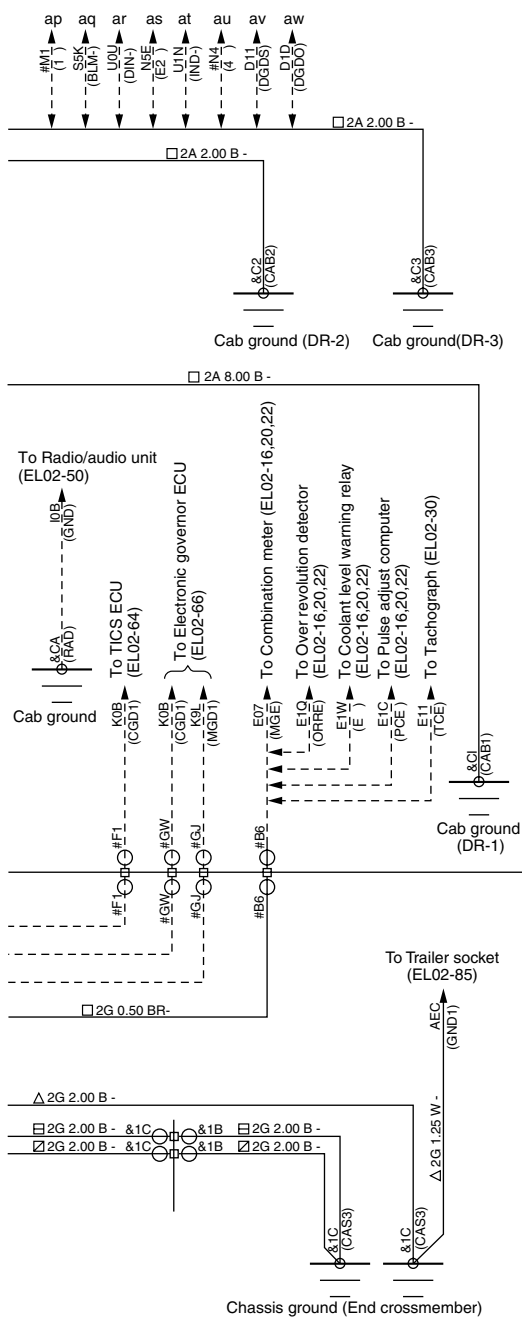 ap aq ar as at au av aw
#M1 (1 )
S5K (BLM-)
U0U (DIN-)
N5E (E2 )
U1N (IND-)
#N4 (4 )
D11 (DGDS)
D1D (DGDO)
2A 2.00 B -
2A 2.00 B -
&C2 (CAB2)
&C3 (CAB3)
Cab ground (DR-2)
Cab ground(DR-3)
2A 8.00 B -
To Radio/audio unit
(EL02-50)
I0B (GND)
&CA (RAD)
Cab ground
To TICS ECU
(EL02-64)
To Electronic governor ECU
(EL02-66)
To Combination meter (EL02-16,20,22)
To Over revolution detector
(EL02-16,20,22)
To Coolant level warning relay
(EL02-16,20,22)
To Pulse adjust computer
(EL02-16,20,22)
To Tachograph (EL02-30)
K0B (CGD1)
K0B (CGD1)
K9L (MGD1)
E07 (MGE)
E1Q (ORRE)
E1W (E )
E1C (PCE )
E11 (TCE)
&CI (CAB1)
Cab ground
(DR-1)
#F1 #GW #GJ #B6
#F1 #GW #GJ #B6
2G 0.50 BR-
To Trailer socket
(EL02-85)
AEC (GND1)
2G 1.25 W -
2G 2.00 B -
2G 2.00 B - &1C &1B 2G 2.00 B -
2G 2.00 B - &1C &1B 2G 2.00 B -
&1C (CAS3)
&1C (CAS3)
Chassis ground (End crossmember)